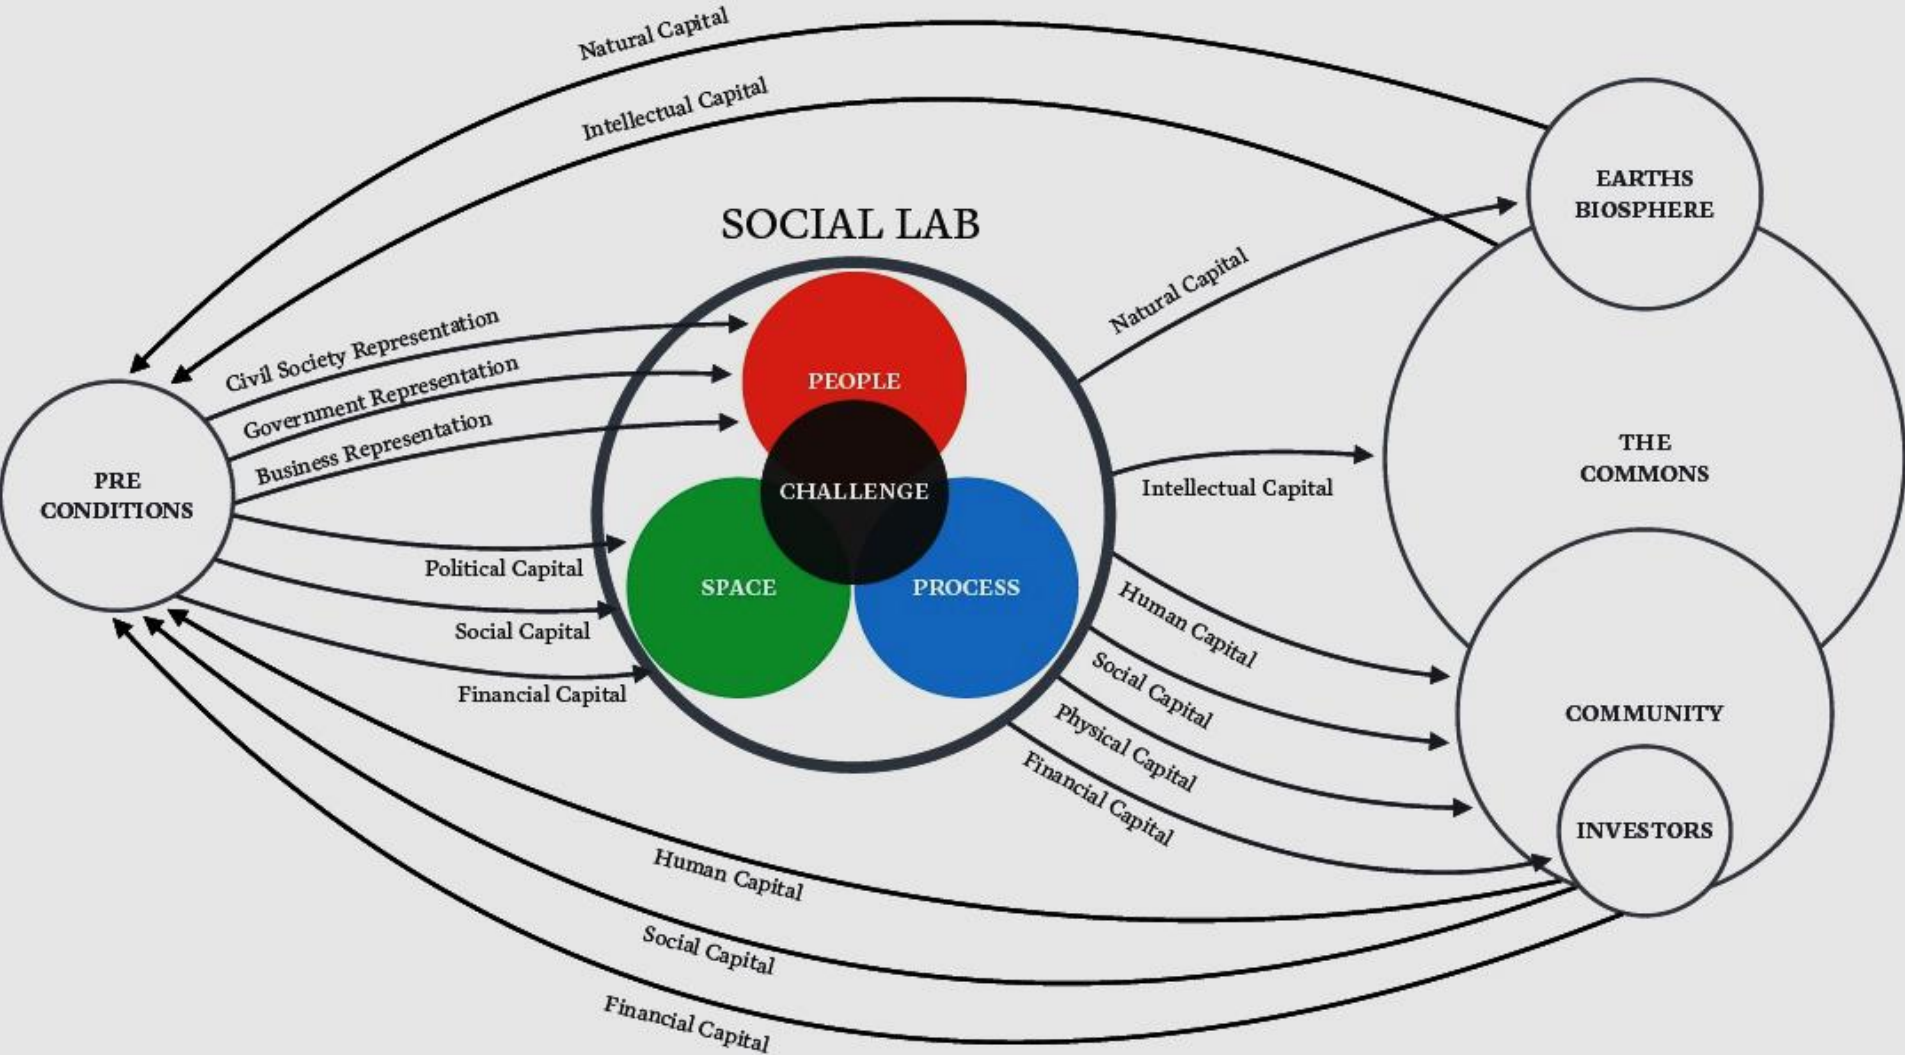 Natural Capital
Intellectual Capital
SOCIAL LAB
EARTHS
BIOSPHERE
Natural Capital
Civil Society Representation
Government Representation
Business Representation
PEOPLE
PRE
CONDITIONS
CHALLENGE
Intellectual Capital
THE
COMMONS
Political Capital
Social Capital
Financial Capital
SPACE
PROCESS
Human Capital
Social Capital
Physical Capital
Financial Capital
COMMUNITY
INVESTORS
Human Capital
Social Capital
Financial Capital